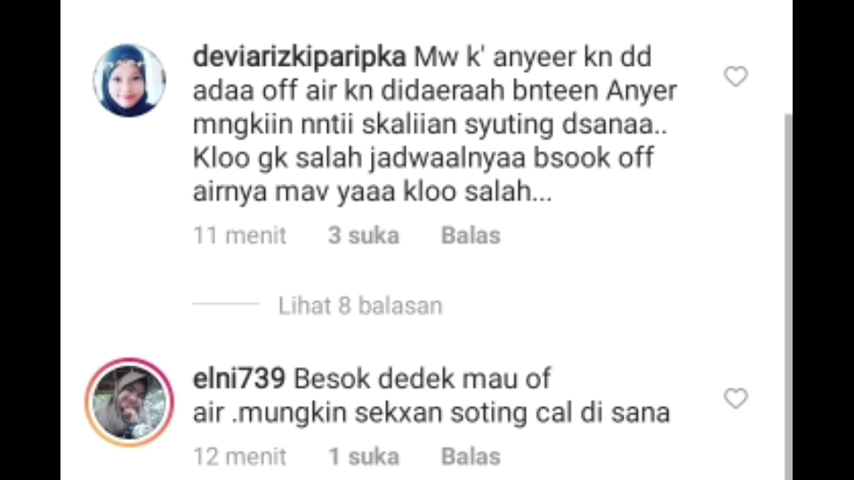 deviarizkiparipka Mw k' anyeer kn dd
adaa off air kn didaeraah bnteen Anyer
mngkiin nntii skaliian syuting dsanaa..
Kloo gk salah jadwaalnyaa bsook off
airnya mav yaaa kloo salah...
11 menit 3 suka Balas
Lihat 8 balasan
elni739 Besok dedek mau of
air .mungkin sekxan soting cal di sana
12 menit 1 suka Balas